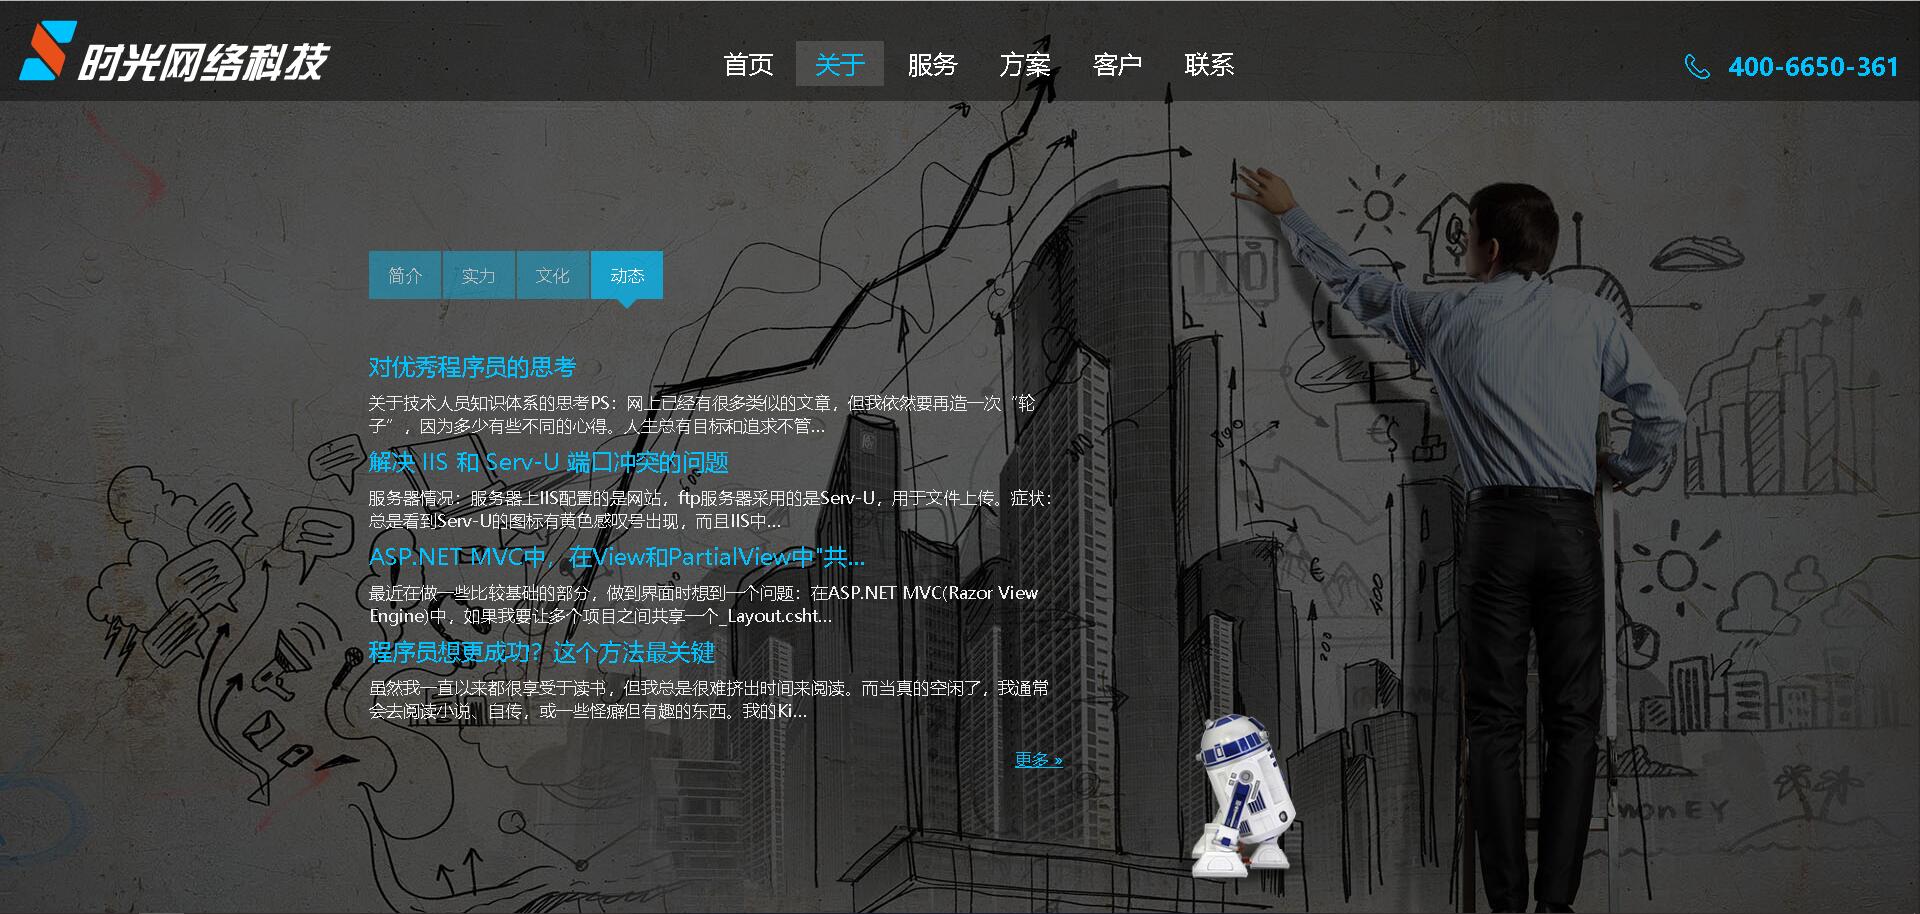 时光网络科技
首页 关于 服务 方案 客户 联系
400-6650-361
简介 实力 文化 动态
对优秀程序员的思考
关于技术人员知识体系的思考PS：网上已经有很多类似的文章，但我依然要再造一次“轮
子”，因为多少有些不同的心得。人生总有目标和追求不管...
解决 IIS 和 Serv-U 端口冲突的问题
服务器情况：服务器上IIS配置的是网站，ftp服务器采用的是Serv-U，用于文件上传。症状：
总是看到Serv-U的图标有黄色感叹号出现，而且IIS中...
ASP.NET MVC中，在View和PartialView中"共...
最近在做一些比较基础的部分，做到界面时想到一个问题：在ASP.NET MVC(Razor View
Engine)中，如果我要让多个项目之间共享一个_Layout.csht...
程序员想更成功？这个方法最关键
虽然我一直以来都很享受于读书，但我总是很难挤出时间来阅读。而当真的空闲了，我通常
会去阅读小说、自传，或一些怪癖但有趣的东西。我的Ki...
更多 »
400
200
monEY